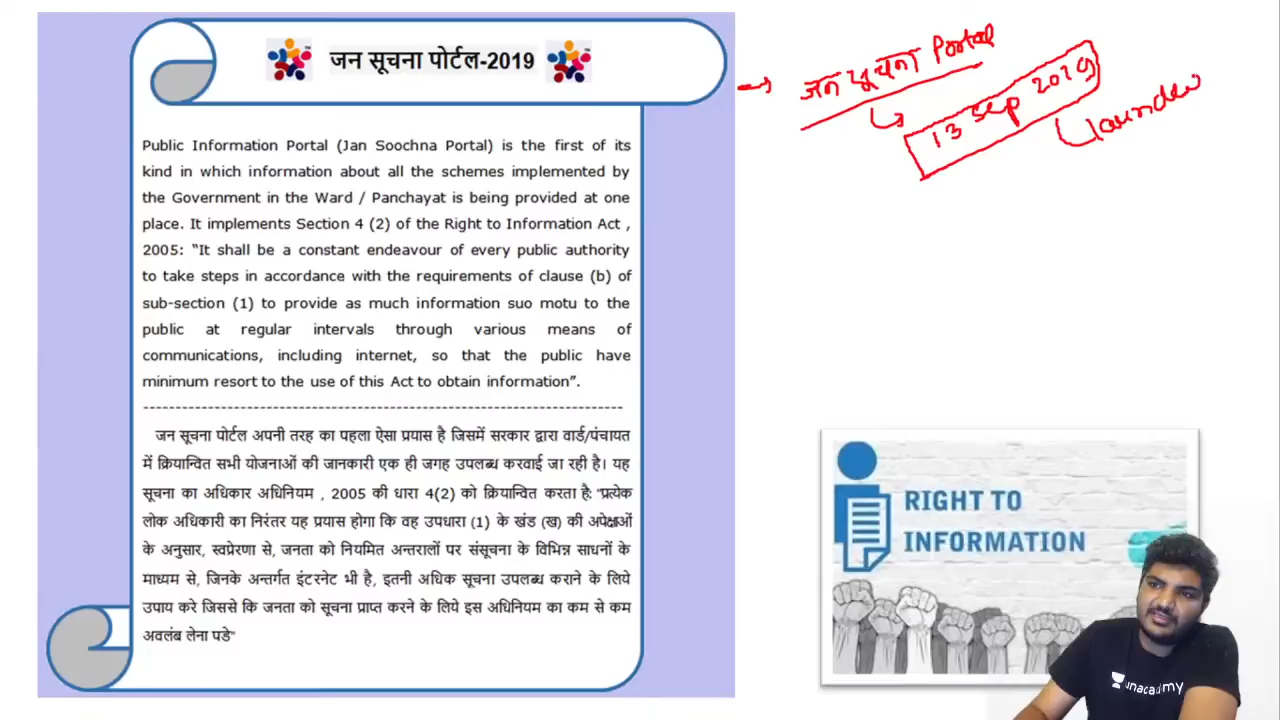 जन सूचना पोर्टल-2019
Public Information Portal (Jan Soochna Portal) is the first of its
kind in which information about all the schemes implemented by
the Government in the Ward / Panchayat is being provided at one
place. It implements Section 4 (2) of the Right to Information Act ,
2005: “It shall be a constant endeavour of every public authority
to take steps in accordance with the requirements of clause (b) of
sub-section (1) to provide as much information suo motu to the
public at regular intervals through various means of
communications, including internet, so that the public have
minimum resort to the use of this Act to obtain information”.
जन सूचना पोर्टल अपनी तरह का पहला ऐसा प्रयास है जिसमें सरकार द्वारा वार्ड/पंचायत
में क्रियान्वित सभी योजनाओं की जानकारी एक ही जगह उपलब्ध करवाई जा रही है। यह
सूचना का अधिकार अधिनियम , 2005 की धारा 4(2) को क्रियान्वित करता है: "प्रत्येक
लोक अधिकारी का निरंतर यह प्रयास होगा कि वह उपधारा (1) के खंड (ख) की अपेक्षाओं
के अनुसार, स्वप्रेरणा से, जनता को नियमित अन्तरालों पर संसूचना के विभिन्न साधनों के
माध्यम से, जिनके अन्तर्गत इंटरनेट भी है, इतनी अधिक सूचना उपलब्ध कराने के लिये
उपाय करे जिससे कि जनता को सूचना प्राप्त करने के लिये इस अधिनियम का कम से कम
अवलंब लेना पडे"
जन सूचना Portal
13 Sep 2019
RIGHT TO
INFORMATION
unacademy